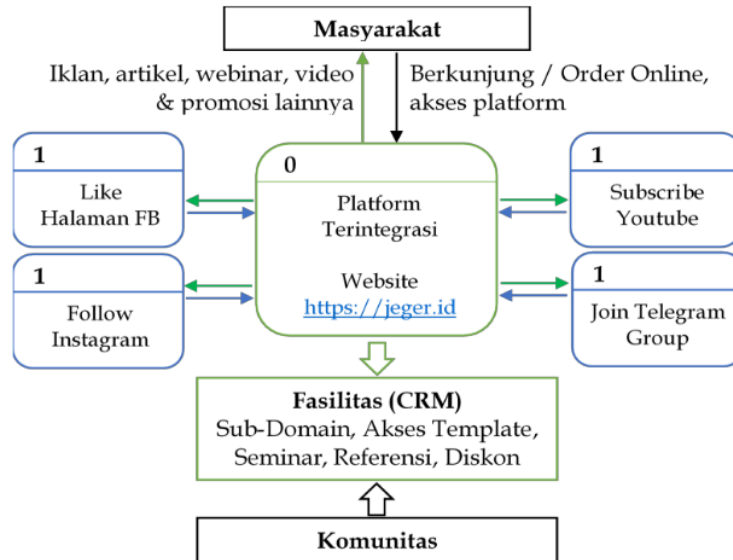 Masyarakat
Iklan, artikel, webinar, video
& promosi lainnya
Berkunjung / Order Online,
akses platform
1
Like
Halaman FB
1
Follow
Instagram
0
Platform
Terintegrasi
Website
https://jeger.id
1
Subscribe
Youtube
1
Join Telegram
Group
Fasilitas (CRM)
Sub-Domain, Akses Template,
Seminar, Referensi, Diskon
Komunitas